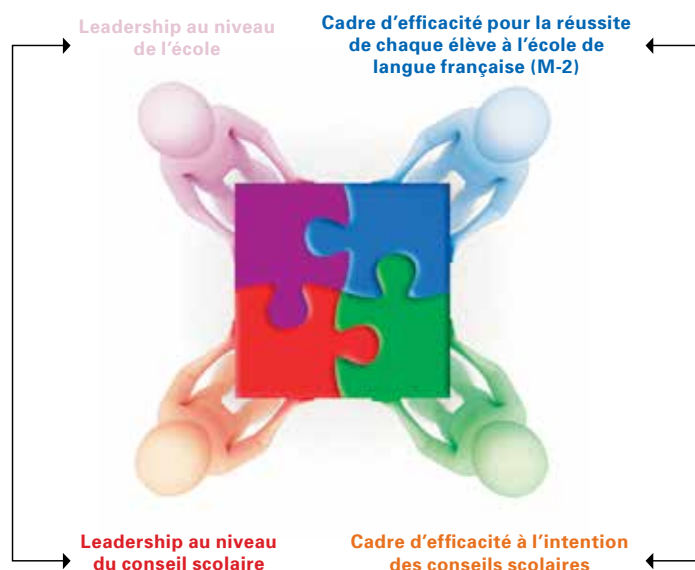 Leadership au niveau
de l’école
Cadre d’efficacité pour la réussite
de chaque élève à l’école de
langue française (M-2)
Leadership au niveau
du conseil scolaire
Cadre d’efficacité à l’intention
des conseils scolaires